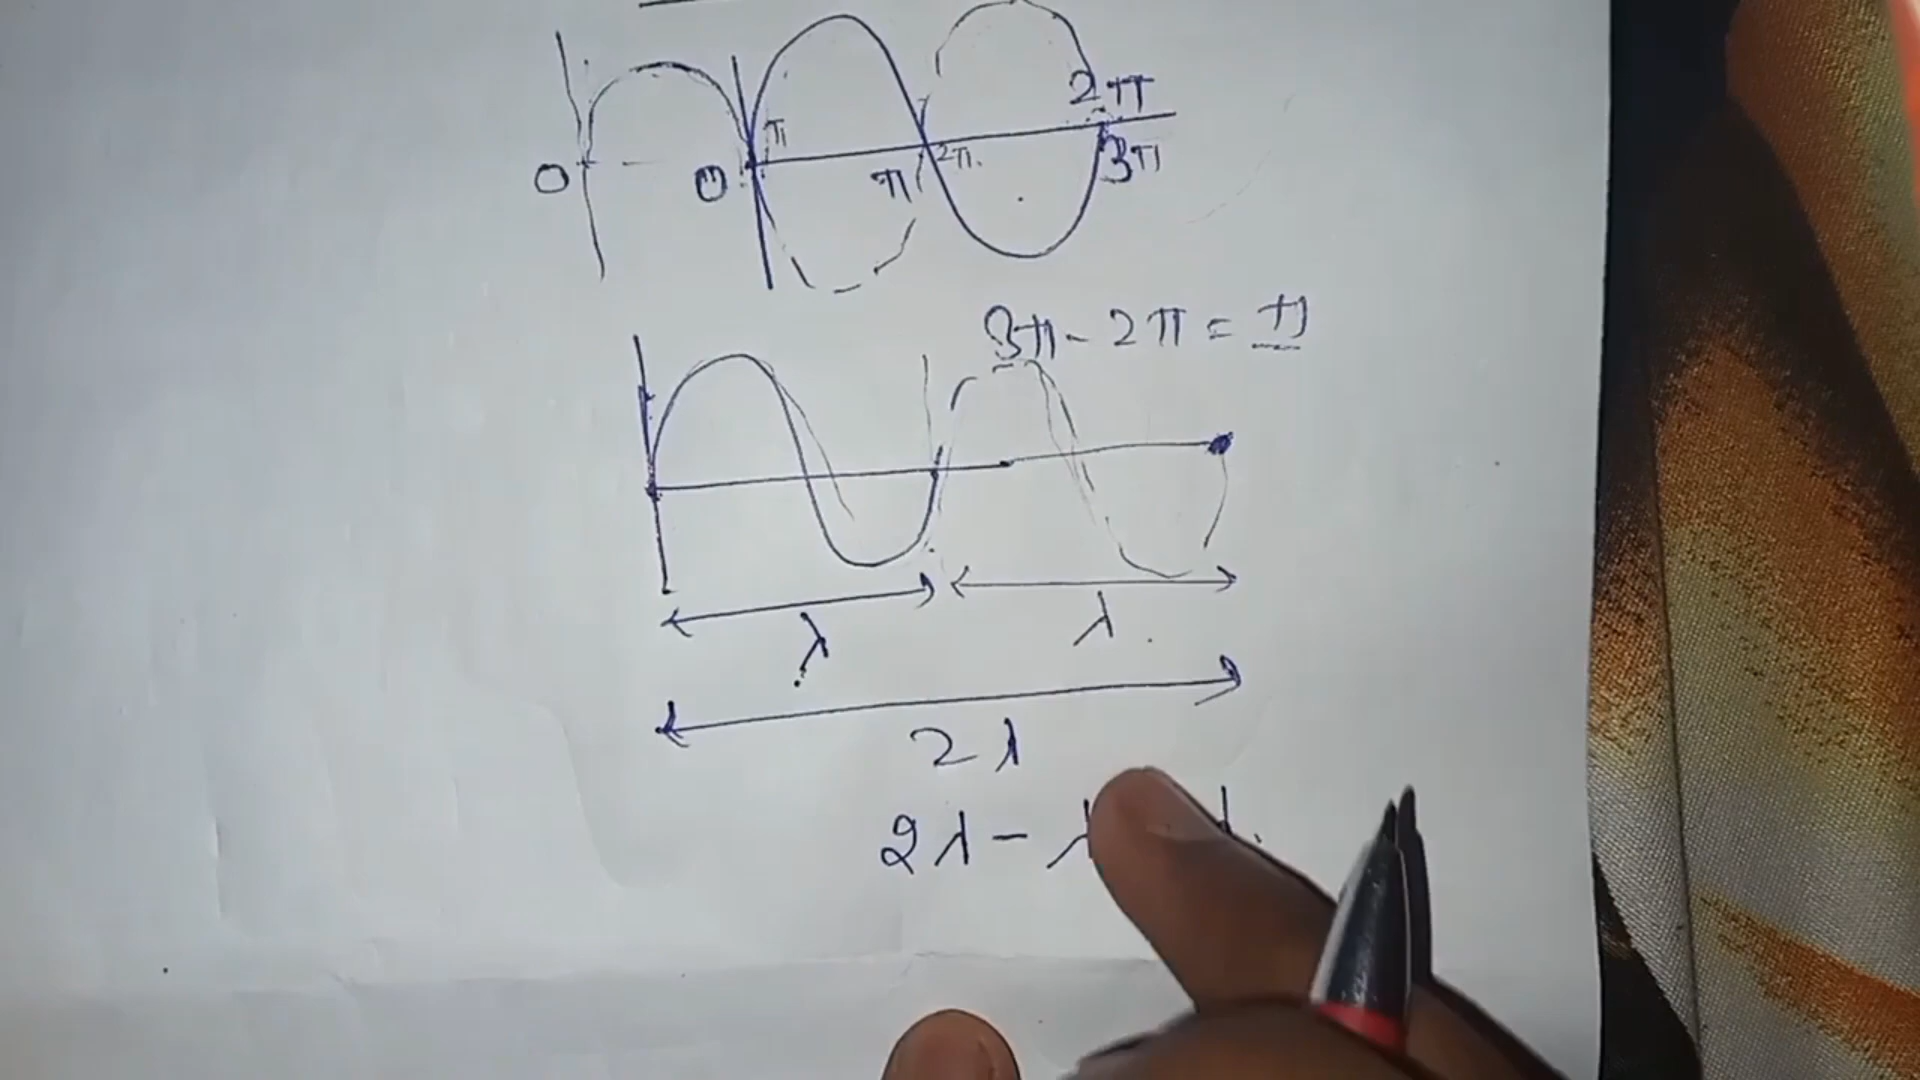 2π
π
0 0 π 2π. 3π
3π - 2π = π
λ λ.
2λ
2λ - λ